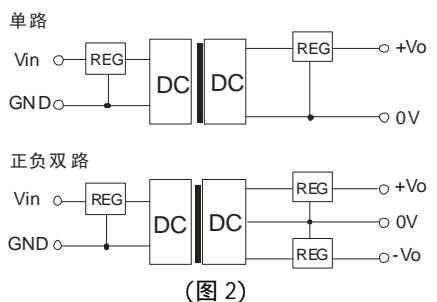 单路
Vin REG DC DC REG +Vo
GND 0V
正负双路
Vin REG DC DC REG +Vo
0V
GND REG -Vo
(图 2)